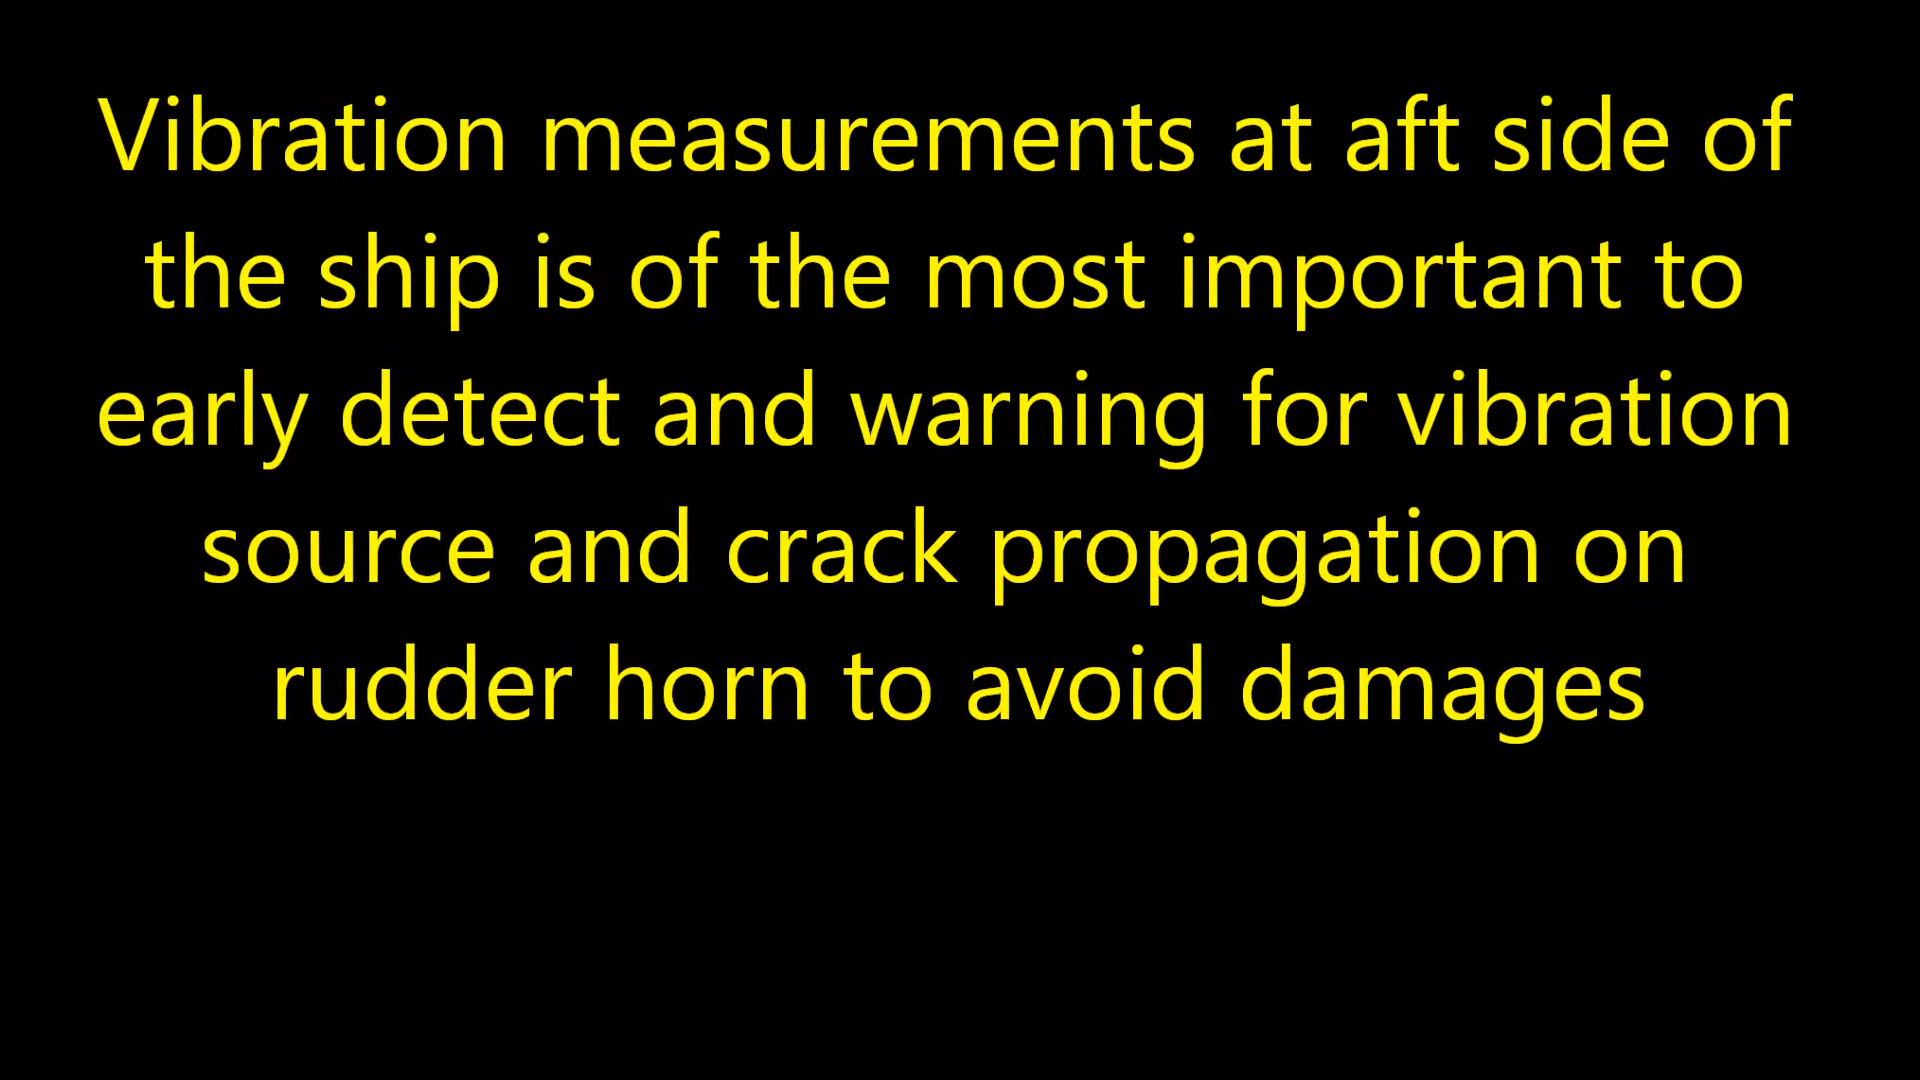 Vibration measurements at aft side of
the ship is of the most important to
early detect and warning for vibration
source and crack propagation on
rudder horn to avoid damages